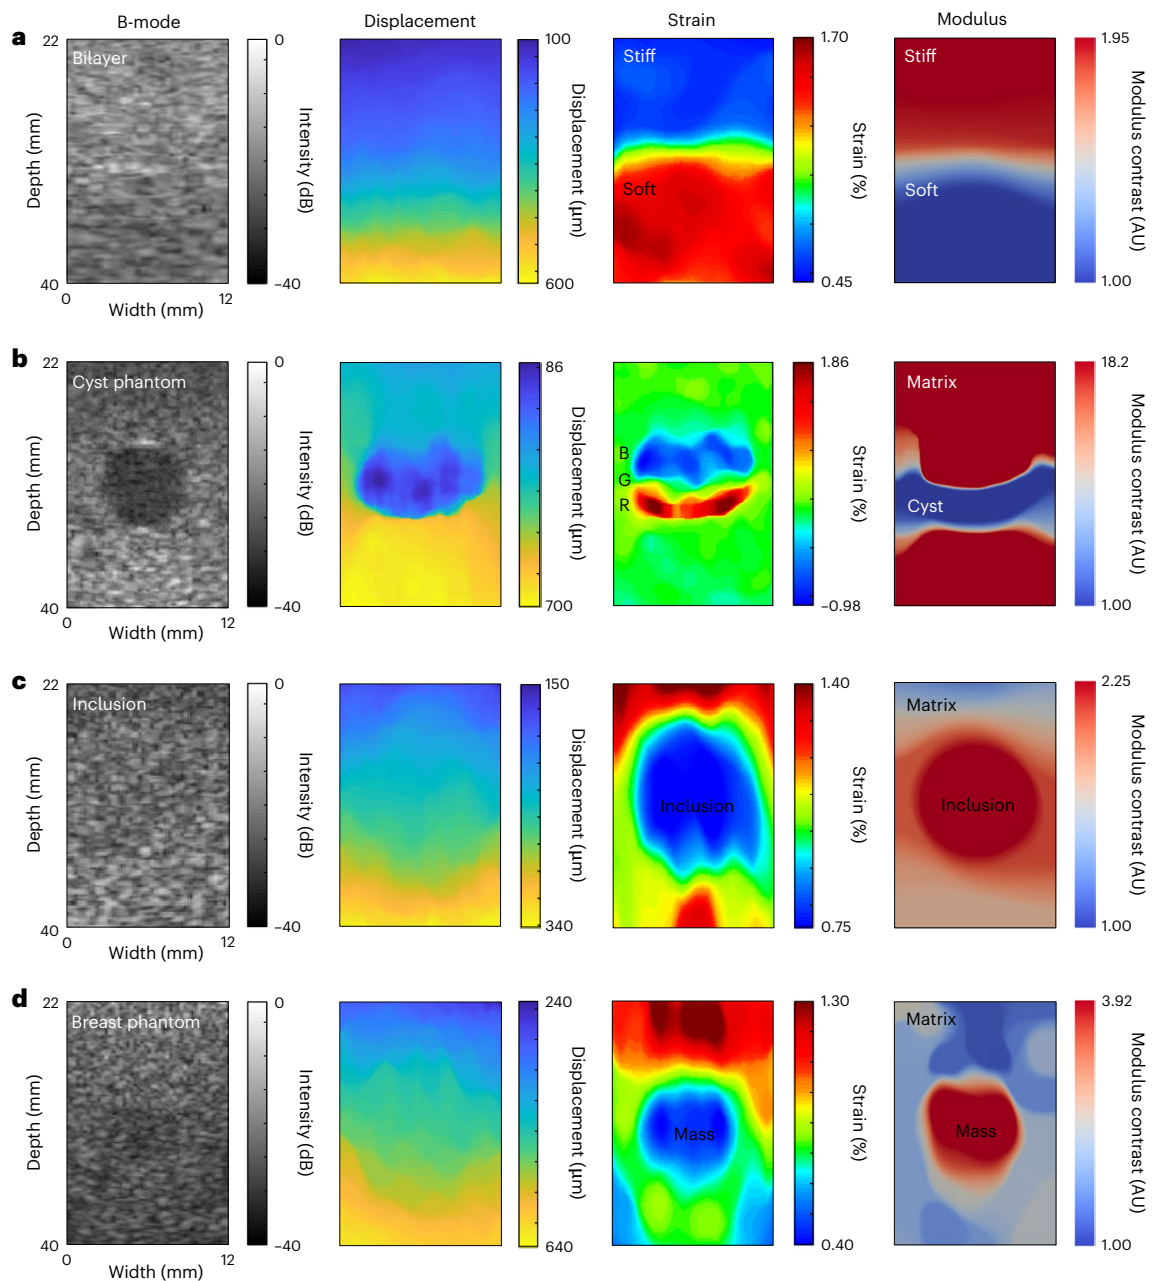 B-mode
Displacement
Strain
Modulus
a
22
Bilayer
0
100
Stiff
1.70
Stiff
1.95
Depth (mm)
Intensity (dB)
Displacement (µm)
Strain (%)
Modulus contrast (AU)
Soft
Soft
40
−40
600
0.45
1.00
0
12
Width (mm)
b
22
Cyst phantom
0
86
1.86
Matrix
18.2
Depth (mm)
Intensity (dB)
Displacement (µm)
B
G
R
Strain (%)
Cyst
Modulus contrast (AU)
40
−40
700
−0.98
1.00
0
12
Width (mm)
c
22
Inclusion
0
150
1.40
Matrix
2.25
Depth (mm)
Intensity (dB)
Displacement (µm)
Inclusion
Strain (%)
Inclusion
Modulus contrast (AU)
−40
340
0.75
1.00
40
0
12
Width (mm)
d
22
Breast phantom
0
240
1.30
Matrix
3.92
Depth (mm)
Intensity (dB)
Displacement (µm)
Mass
Strain (%)
Mass
Modulus contrast (AU)
40
−40
640
0.40
1.00
0
12
Width (mm)